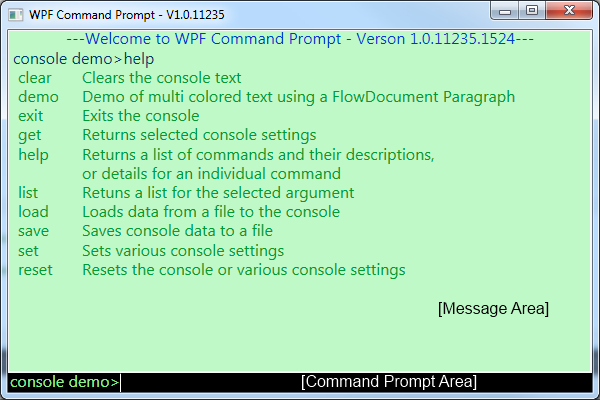 WPF Command Prompt - V1.0.11235
---Welcome to WPF Command Prompt - Verson 1.0.11235.1524---
console demo>help
clear Clears the console text
demo Demo of multi colored text using a FlowDocument Paragraph
exit Exits the console
get Returns selected console settings
help Returns a list of commands and their descriptions,
or details for an individual command
list Retuns a list for the selected argument
load Loads data from a file to the console
save Saves console data to a file
set Sets various console settings
reset Resets the console or various console settings
[Message Area]
console demo> [Command Prompt Area]